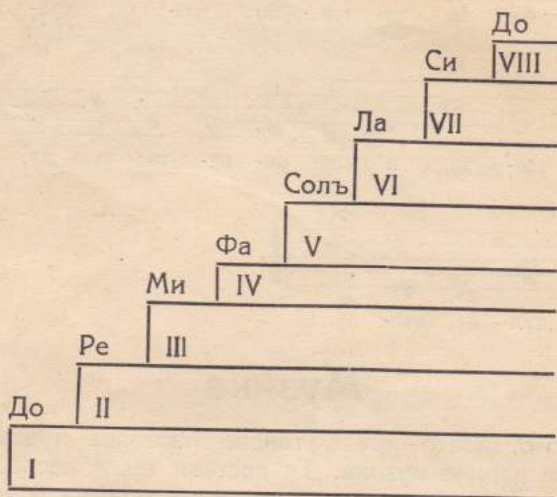 До
Си VIII
Ла VII
Солъ VI
Фа V
Ми IV
Ре III
До II
I